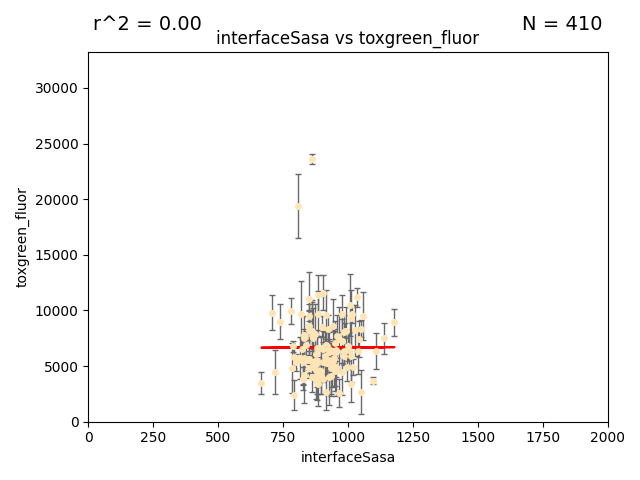 r^2 = 0.00
N = 410
interfaceSasa vs toxgreen_fluor
30000
25000
20000
15000
10000
5000
0
toxgreen_fluor
0 250 500 750 1000 1250 1500 1750 2000
interfaceSasa